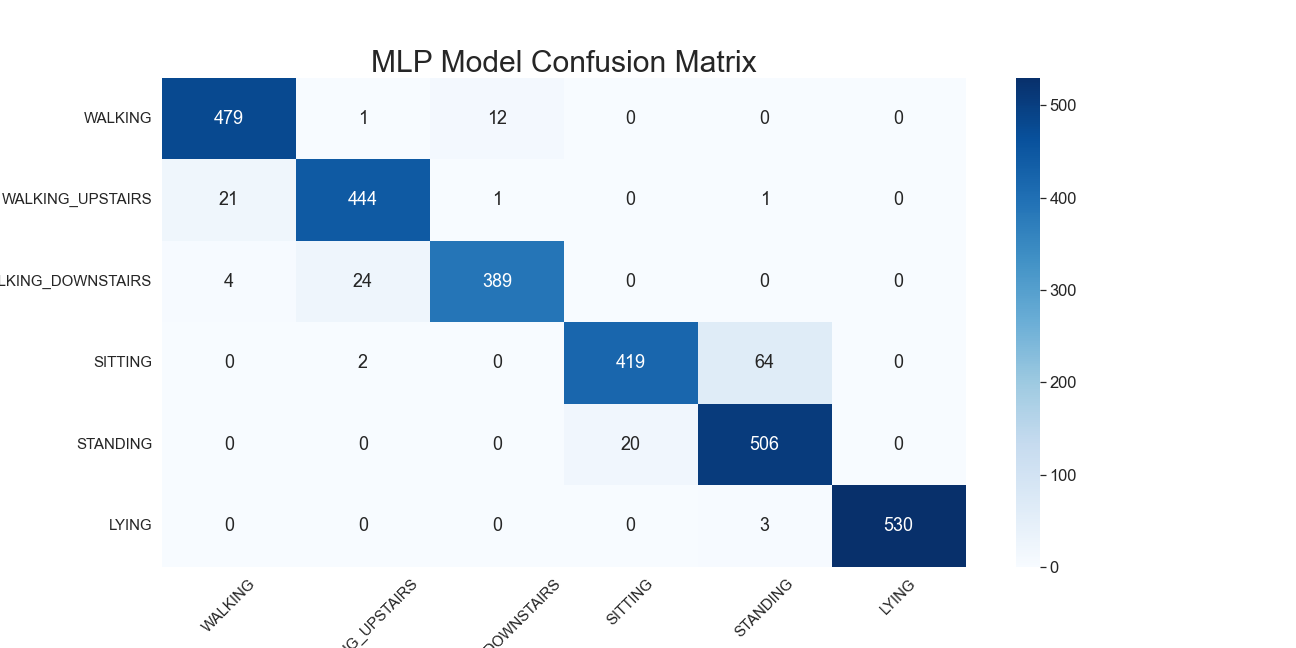 MLP Model Confusion Matrix
WALKING 479 1 12 0 0 0
WALKING_UPSTAIRS 21 444 1 0 1 0
LKING_DOWNSTAIRS 4 24 389 0 0 0
SITTING 0 2 0 419 64 0
STANDING 0 0 0 20 506 0
LYING 0 0 0 0 3 530
WALKING
NG_UPSTAIRS
DOWNSTAIRS
SITTING
STANDING
LYING
500
400
300
200
100
0